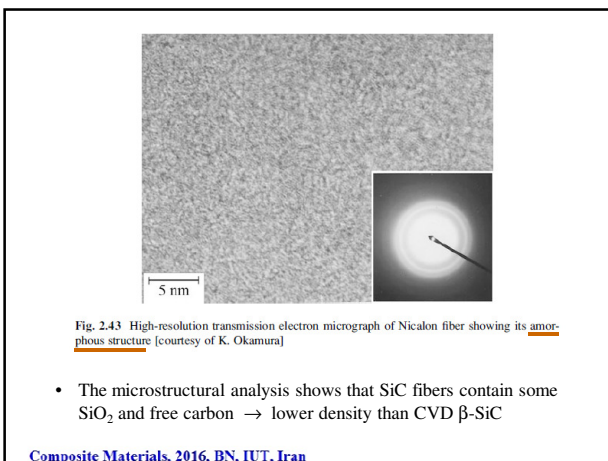 5 nm
Fig. 2.43 High-resolution transmission electron micrograph of Nicalon fiber showing its amor-
phous structure [courtesy of K. Okamura]
• The microstructural analysis shows that SiC fibers contain some
SiO₂ and free carbon → lower density than CVD β-SiC
Composite Materials, 2016, BN, IUT, Iran